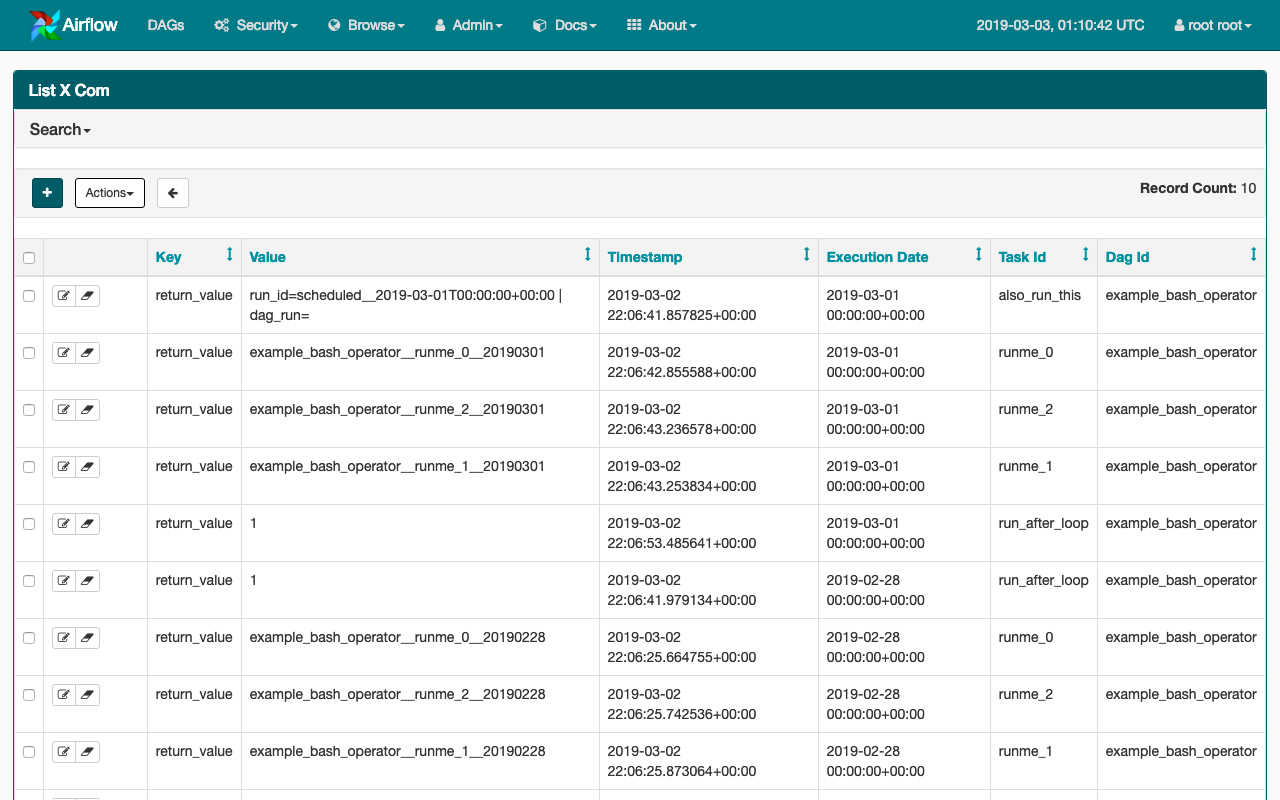 Airflow DAGs Security Browse Admin Docs About 2019-03-03, 01:10:42 UTC root root
List X Com
Search
+ Actions Record Count: 10
Key Value Timestamp Execution Date Task Id Dag Id
return_value run_id=scheduled__2019-03-01T00:00:00+00:00 | 2019-03-02 2019-03-01 also_run_this example_bash_operator
dag_run= 22:06:41.857825+00:00 00:00:00+00:00
return_value example_bash_operator__runme_0__20190301 2019-03-02 2019-03-01 runme_0 example_bash_operator
22:06:42.855588+00:00 00:00:00+00:00
return_value example_bash_operator__runme_2__20190301 2019-03-02 2019-03-01 runme_2 example_bash_operator
22:06:43.236578+00:00 00:00:00+00:00
return_value example_bash_operator__runme_1__20190301 2019-03-02 2019-03-01 runme_1 example_bash_operator
22:06:43.253834+00:00 00:00:00+00:00
return_value 1 2019-03-02 2019-03-01 run_after_loop example_bash_operator
22:06:53.485641+00:00 00:00:00+00:00
return_value 1 2019-03-02 2019-02-28 run_after_loop example_bash_operator
22:06:41.979134+00:00 00:00:00+00:00
return_value example_bash_operator__runme_0__20190228 2019-03-02 2019-02-28 runme_0 example_bash_operator
22:06:25.664755+00:00 00:00:00+00:00
return_value example_bash_operator__runme_2__20190228 2019-03-02 2019-02-28 runme_2 example_bash_operator
22:06:25.742536+00:00 00:00:00+00:00
return_value example_bash_operator__runme_1__20190228 2019-03-02 2019-02-28 runme_1 example_bash_operator
22:06:25.873064+00:00 00:00:00+00:00